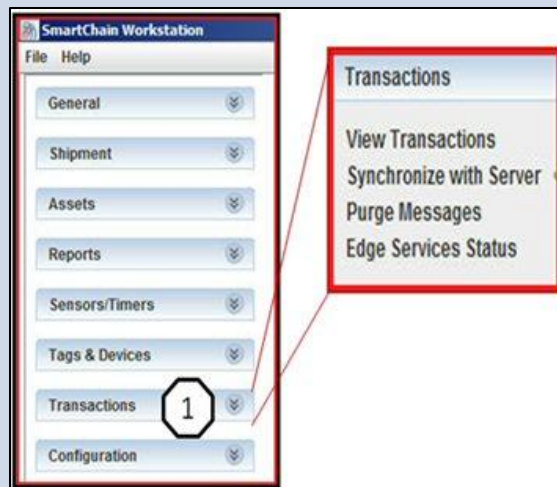 SmartChain Workstation
File Help
General
Shipment
Assets
Reports
Sensors/Timers
Tags & Devices
Transactions
1
Configuration
Transactions
View Transactions
Synchronize with Server
Purge Messages
Edge Services Status